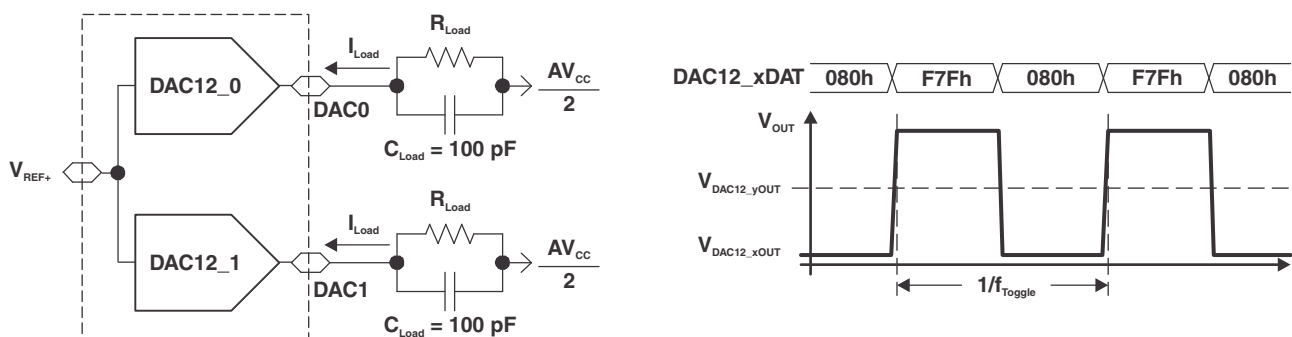 R_Load
I_Load
AV_CC
2
DAC12_0
DAC0
C_Load = 100 pF
V_REF+
R_Load
I_Load
AV_CC
2
DAC12_1
DAC1
C_Load = 100 pF
DAC12_xDAT 080h F7Fh 080h F7Fh 080h
V_OUT
V_DAC12_yOUT
V_DAC12_xOUT
1/f_Toggle